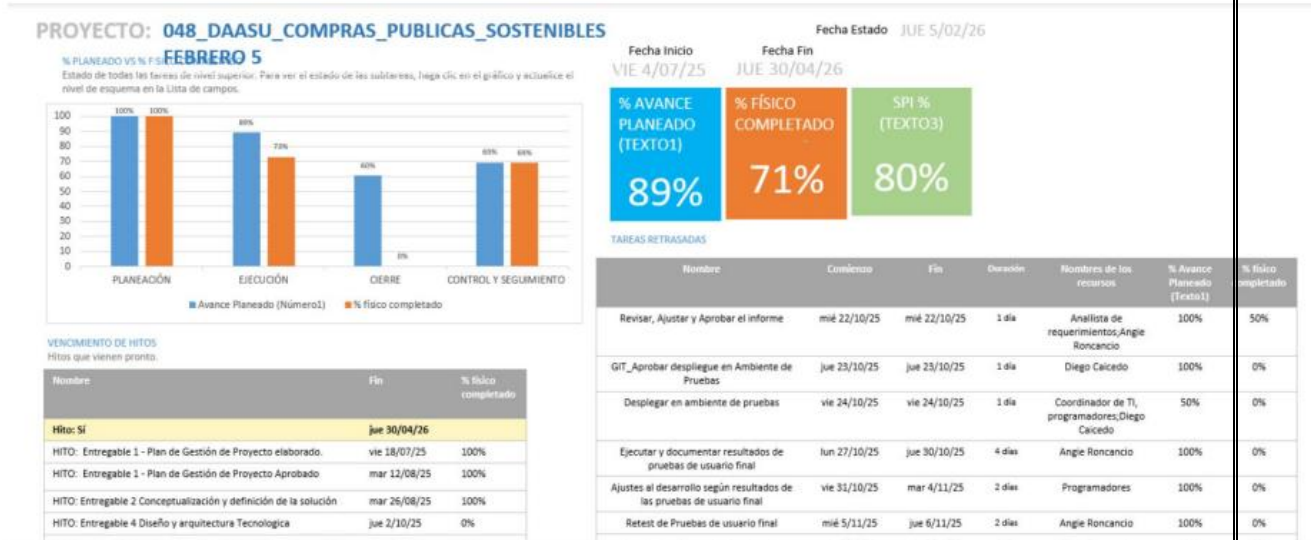 PROYECTO: 048_DAASU_COMPRAS_PUBLICAS_SOSTENIBLES
FEBRERO 5
% PLANEADO VS %
Estado de todas las tareas de nivel superior. Para ver el estado de las subtareas, haga clic en el gráfico y actualice el
nivel de esquema en la Lista de campos.
100
90
80
70
60
50
40
30
20
10
0
100% 100%
89%
73%
60%
0%
69% 69%
PLANEACIÓN EJECUCIÓN CIERRE CONTROL Y SEGUIMIENTO
Avance Planeado (Número1) % físico completado
VENCIMIENTO DE HITOS
Hitos que vienen pronto.
Nombre Fin % físico
completado
Hito: Sí jue 30/04/26
HITO: Entregable 1 - Plan de Gestión de Proyecto elaborado. vie 18/07/25 100%
HITO: Entregable 1 - Plan de Gestión de Proyecto Aprobado mar 12/08/25 100%
HITO: Entregable 2 Conceptualización y definición de la solución mar 26/08/25 100%
HITO: Entregable 4 Diseño y arquitectura Tecnologica jue 2/10/25 0%
Fecha Estado JUE 5/02/26
Fecha Inicio Fecha Fin
VIE 4/07/25 JUE 30/04/26
% AVANCE
PLANEADO
(TEXTO1)
89%
% FÍSICO
COMPLETADO
71%
SPI %
(TEXTO3)
80%
TAREAS RETRASADAS
Nombre Comienzo Fin Duración Nombres de los
recursos % Avance
Planeado
(Texto1) % físico
completado
Revisar, Ajustar y Aprobar el informe mié 22/10/25 mié 22/10/25 1 día Anallista de
requerimientos;Angie
Roncancio 100% 50%
GIT_Aprobar despliegue en Ambiente de
Pruebas jue 23/10/25 jue 23/10/25 1 día Diego Caicedo 100% 0%
Desplegar en ambiente de pruebas vie 24/10/25 vie 24/10/25 1 día Coordinador de TI,
programadores;Diego
Caicedo 50% 0%
Ejecutar y documentar resultados de
pruebas de usuario final lun 27/10/25 jue 30/10/25 4 días Angie Roncancio 100% 0%
Ajustes al desarrollo según resultados de
las pruebas de usuario final vie 31/10/25 mar 4/11/25 2 días Programadores 100% 0%
Retest de Pruebas de usuario final mié 5/11/25 jue 6/11/25 2 días Angie Roncancio 100% 0%